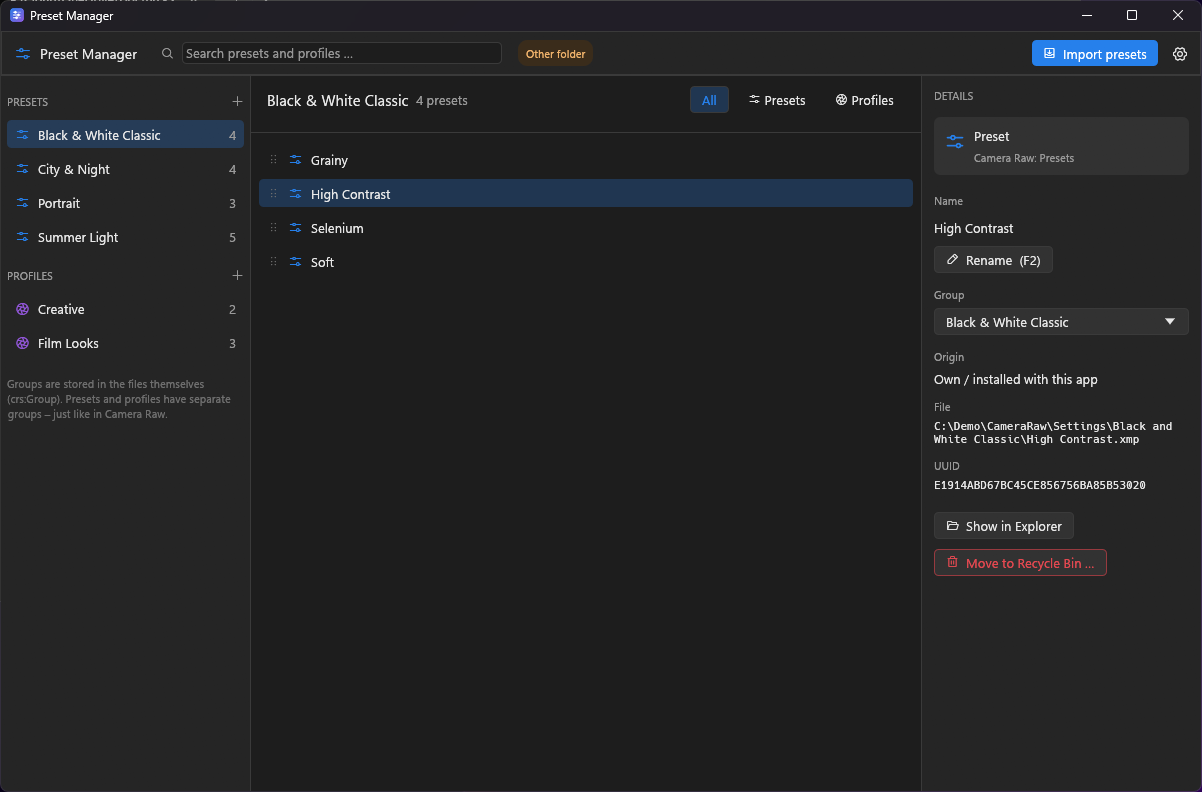 Preset Manager
Preset Manager
Search presets and profiles ...
Other folder
Import presets
PRESETS
Black & White Classic 4
City & Night 4
Portrait 3
Summer Light 5
PROFILES
Creative 2
Film Looks 3
Groups are stored in the files themselves
(crs:Group). Presets and profiles have separate
groups – just like in Camera Raw.
Black & White Classic 4 presets
All
Presets
Profiles
Grainy
High Contrast
Selenium
Soft
DETAILS
Preset
Camera Raw: Presets
Name
High Contrast
Rename (F2)
Group
Black & White Classic
Origin
Own / installed with this app
File
C:\Demo\CameraRaw\Settings\Black and
White Classic\High Contrast.xmp
UUID
E1914ABD67BC45CE856756BA85B53020
Show in Explorer
Move to Recycle Bin ...